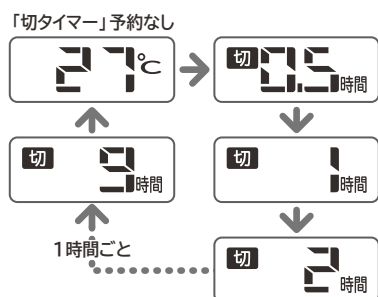 「切タイマー」予約なし
27℃
切 0.5時間
切 9時間
切 1時間
1時間ごと
切 2時間